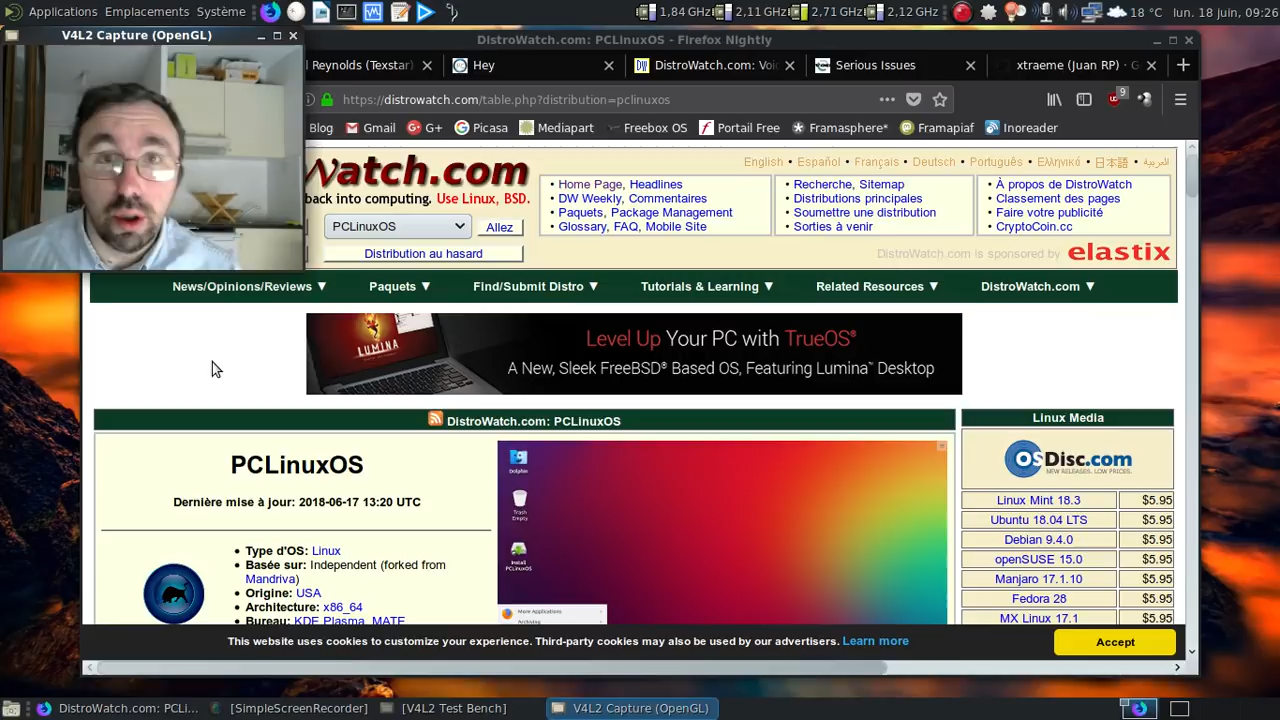 Applications Emplacements Système 1,84 GHz 2,11 GHz 2,71 GHz 2,12 GHz 18 °C lun. 18 juin, 09:26
V4L2 Capture (OpenGL)
DistroWatch.com: PCLinuxOS - Firefox Nightly
l Reynolds (Texstar) Hey DistroWatch.com: Voi Serious Issues xtraeme (Juan RP) · G
https://distrowatch.com/table.php?distribution=pclinuxos 9
Blog Gmail G+ Picasa Mediapart Freebox OS Portail Free Framasphere* Framapiaf Inoreader
Watch.com
back into computing. Use Linux, BSD.
English • Español • Français • Deutsch • Português • Ελληνικά • 日本語 • العربية
PCLinuxOS Allez
Distribution au hasard
• Home Page, Headlines
• DW Weekly, Commentaires
• Paquets, Package Management
• Glossary, FAQ, Mobile Site
• Recherche, Sitemap
• Distributions principales
• Soumettre une distribution
• Sorties à venir
• À propos de DistroWatch
• Classement des pages
• Faire votre publicité
• CryptoCoin.cc
DistroWatch.com is sponsored by elastix
News/Opinions/Reviews ▼ Paquets ▼ Find/Submit Distro ▼ Tutorials & Learning ▼ Related Resources ▼ DistroWatch.com ▼
LUMINA
Level Up Your PC with TrueOS®
A New, Sleek FreeBSD® Based OS, Featuring Lumina™ Desktop
DistroWatch.com: PCLinuxOS
PCLinuxOS
Dernière mise à jour: 2018-06-17 13:20 UTC
• Type d'OS: Linux
• Basée sur: Independent (forked from
Mandriva)
• Origine: USA
• Architecture: x86_64
• Bureau: KDE Plasma, MATE
Dolphin
Trash
Empty
Install
PCLinuxOS
More Applications
Archiving
Linux Media
OSDisc.com
NEW RELEASES. LOW PRICES.
Linux Mint 18.3 $5.95
Ubuntu 18.04 LTS $5.95
Debian 9.4.0 $5.95
openSUSE 15.0 $5.95
Manjaro 17.1.10 $5.95
Fedora 28 $5.95
MX Linux 17.1 $5.95
This website uses cookies to customize your experience. Third-party cookies may also be used by our advertisers. Learn more Accept
DistroWatch.com: PCLi... [SimpleScreenRecorder] [V4L2 Test Bench] V4L2 Capture (OpenGL)